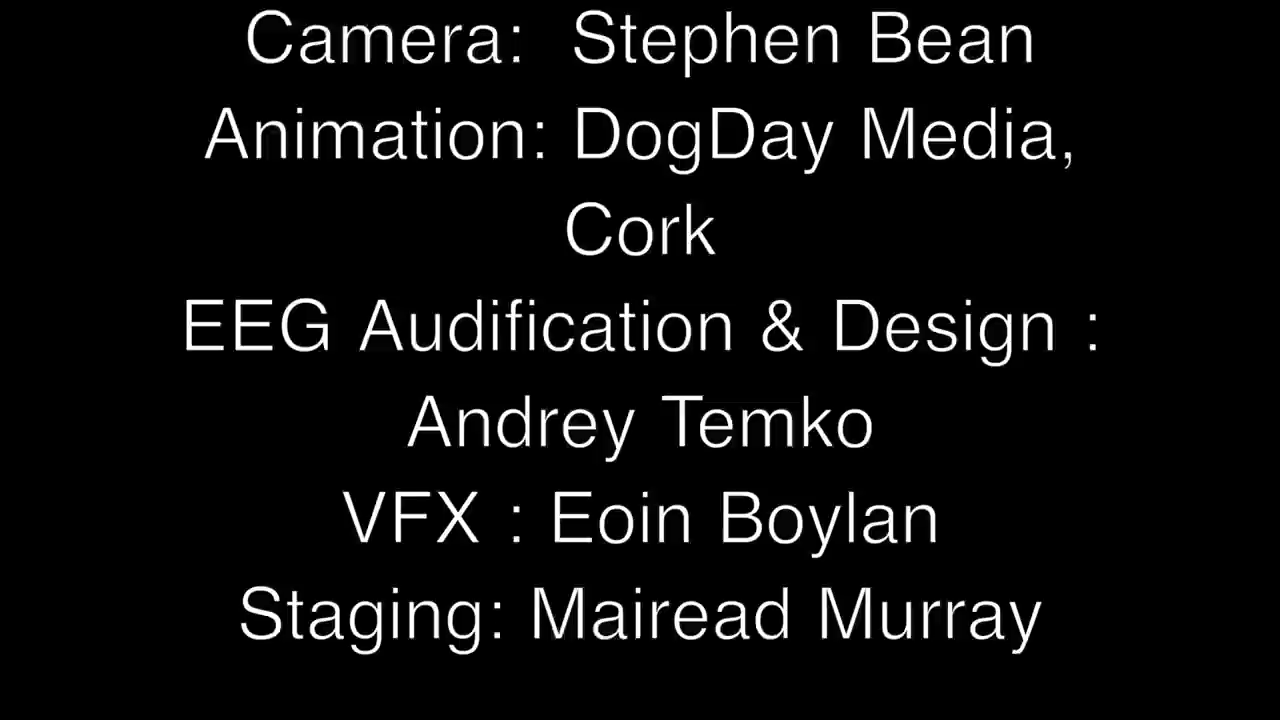 Camera:  Stephen Bean
Animation: DogDay Media,
Cork
EEG Audification & Design :
Andrey Temko
VFX : Eoin Boylan
Staging: Mairead Murray